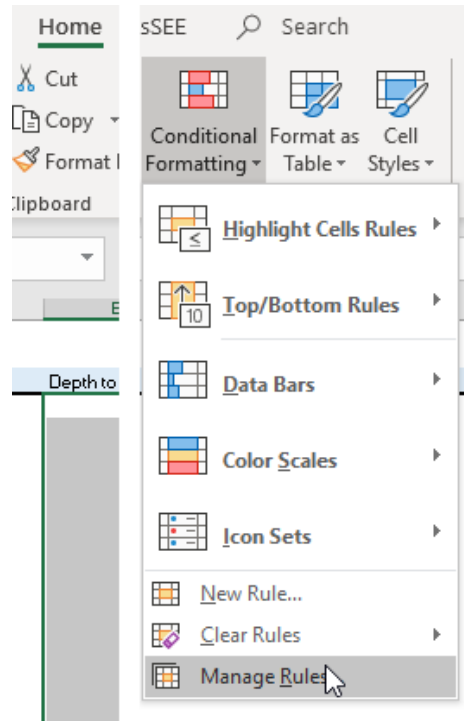 Home
sSEE Search
Cut
Copy
Format
Clipboard
Conditional Formatting
Format as Table
Cell Styles
E
Depth to
≤ Highlight Cells Rules
10 Top/Bottom Rules
Data Bars
Color Scales
Icon Sets
New Rule...
Clear Rules
Manage Rules